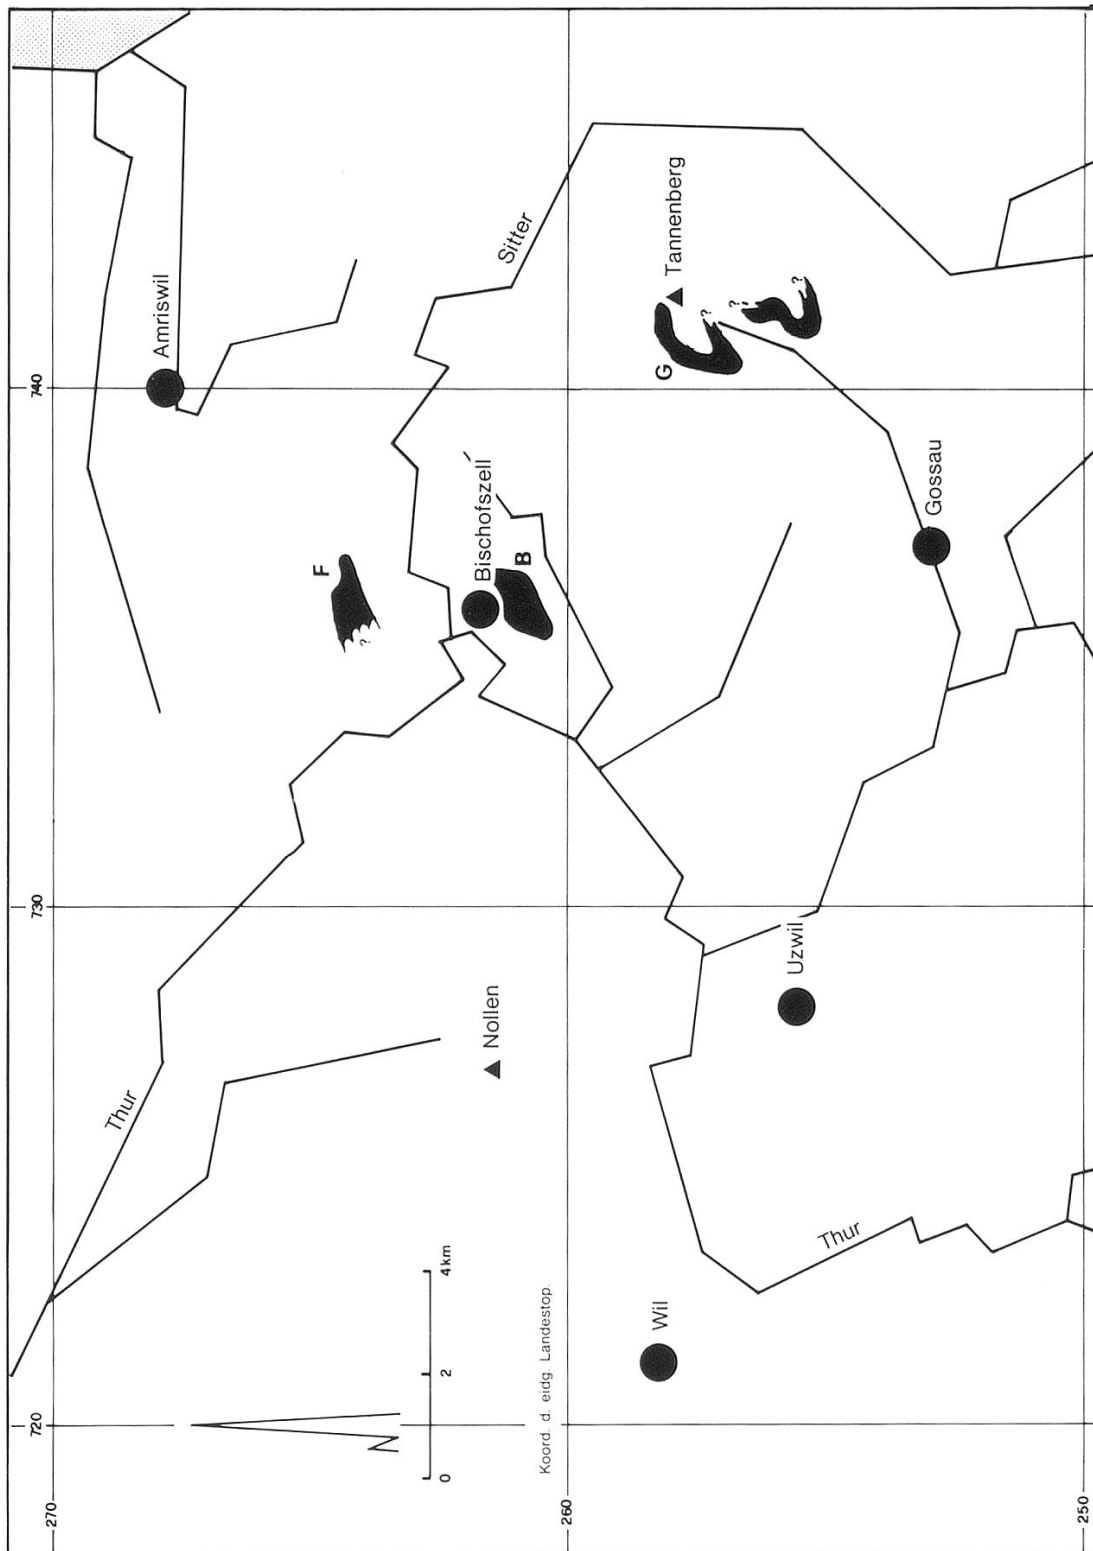 720
730
740
270
260
250
Thur
Amriswil
F
Sitter
Bischofszell
B
G
Tannenberg
?
?
?
?
Nollen
0
2
4 km
N
Koord. d. eidg. Landestop.
Wil
Thur
Uzwil
Gossau